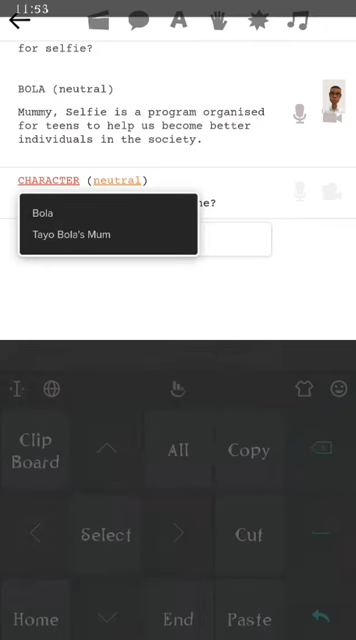 11:53
A
for selfie?
BOLA (neutral)
Mummy, Selfie is a program organised
for teens to help us become better
individuals in the society.
CHARACTER (neutral)
ne?
Bola
Tayo Bola's Mum
Clip
Board
All
Copy
Select
Cut
Home
End
Paste